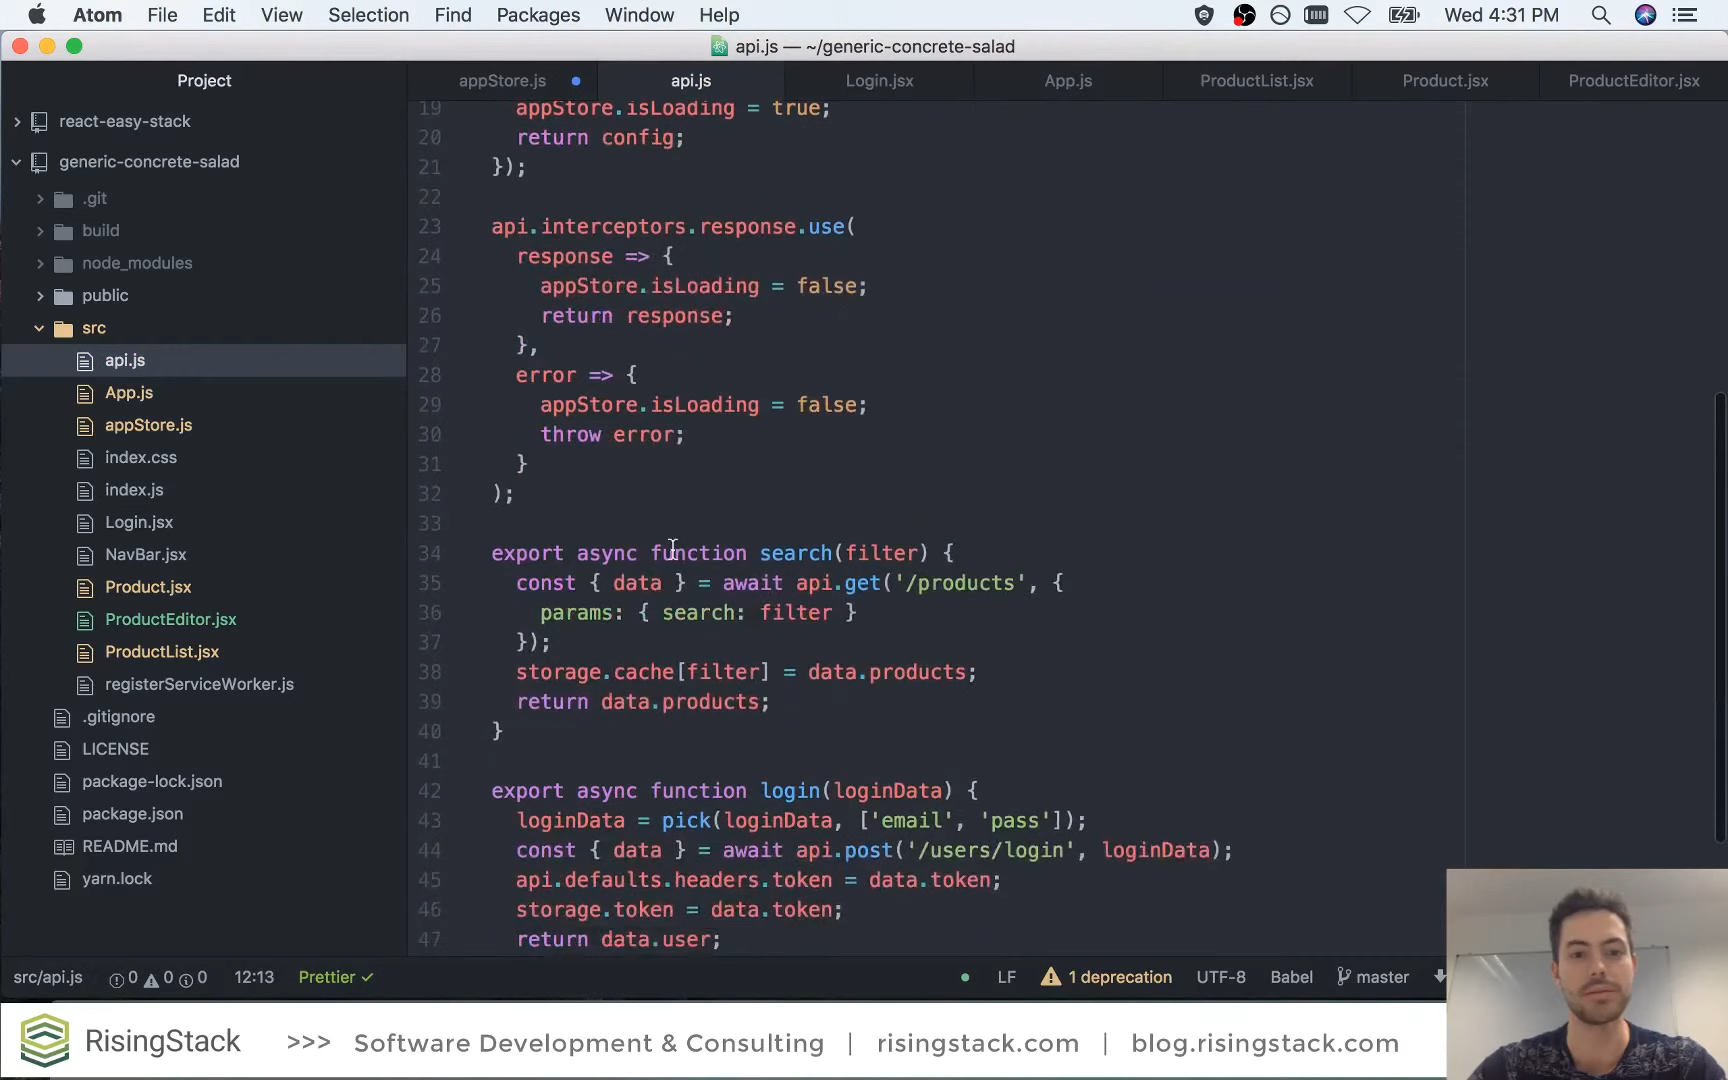 Atom File Edit View Selection Find Packages Window Help Wed 4:31 PM
api.js — ~/generic-concrete-salad
Project appStore.js api.js Login.jsx App.js ProductList.jsx Product.jsx ProductEditor.jsx
react-easy-stack
generic-concrete-salad
.git
build
node_modules
public
src
api.js
App.js
appStore.js
index.css
index.js
Login.jsx
NavBar.jsx
Product.jsx
ProductEditor.jsx
ProductList.jsx
registerServiceWorker.js
.gitignore
LICENSE
package-lock.json
package.json
README.md
yarn.lock
19 appStore.isLoading = true;
20 return config;
21 });
22
23 api.interceptors.response.use(
24 response => {
25 appStore.isLoading = false;
26 return response;
27 },
28 error => {
29 appStore.isLoading = false;
30 throw error;
31 }
32 );
33
34 export async function search(filter) {
35 const { data } = await api.get('/products', {
36 params: { search: filter }
37 });
38 storage.cache[filter] = data.products;
39 return data.products;
40 }
41
42 export async function login(loginData) {
43 loginData = pick(loginData, ['email', 'pass']);
44 const { data } = await api.post('/users/login', loginData);
45 api.defaults.headers.token = data.token;
46 storage.token = data.token;
47 return data.user;
src/api.js 0 0 0 12:13 Prettier ✓ LF 1 deprecation UTF-8 Babel master
RisingStack >>> Software Development & Consulting | risingstack.com | blog.risingstack.com